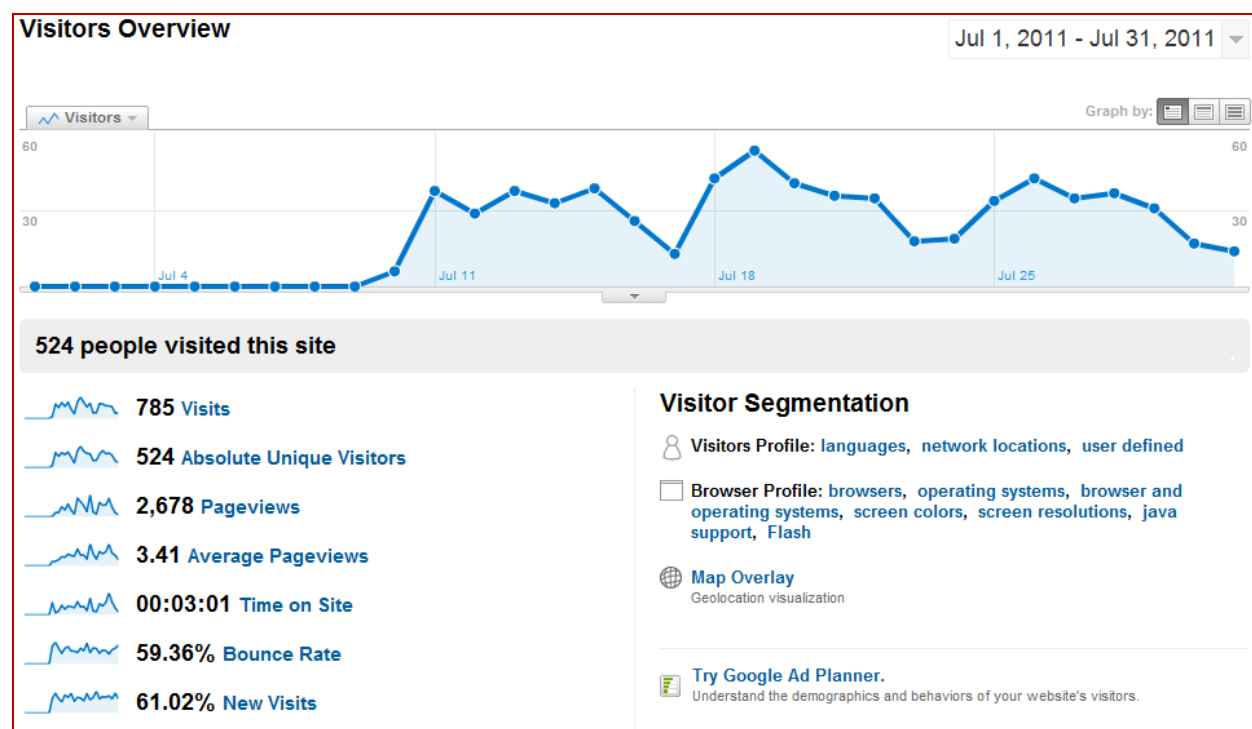 Visitors Overview
Jul 1, 2011 - Jul 31, 2011
Visitors
Graph by:
60
60
30
30
Jul 4
Jul 11
Jul 18
Jul 25
524 people visited this site
785 Visits
524 Absolute Unique Visitors
2,678 Pageviews
3.41 Average Pageviews
00:03:01 Time on Site
59.36% Bounce Rate
61.02% New Visits
Visitor Segmentation
Visitors Profile: languages, network locations, user defined
Browser Profile: browsers, operating systems, browser and
operating systems, screen colors, screen resolutions, java
support, Flash
Map Overlay
Geolocation visualization
Try Google Ad Planner.
Understand the demographics and behaviors of your website's visitors.